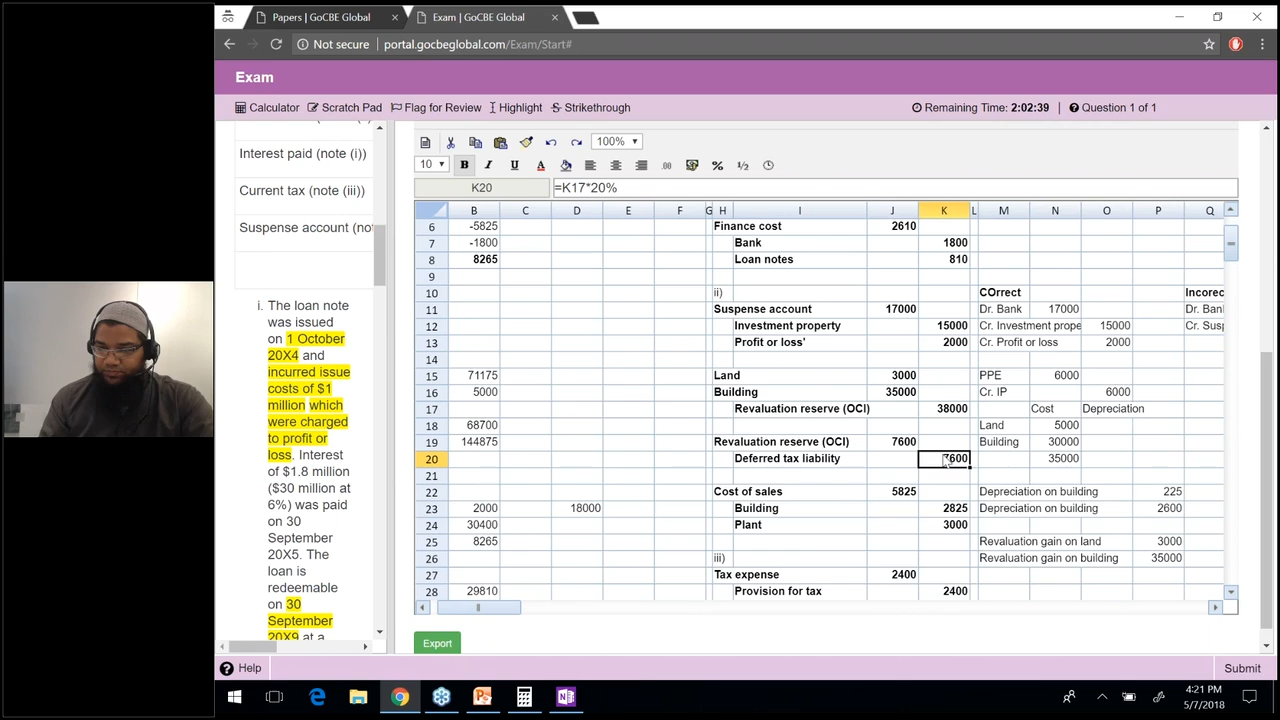 Papers | GoCBE Global
Exam | GoCBE Global
Not secure | portal.gocbeglobal.com/Exam/Start#
Exam
Calculator Scratch Pad Flag for Review Highlight Strikethrough Remaining Time: 2:02:39 Question 1 of 1
Interest paid (note (i))
Current tax (note (iii))
Suspense account (no
i. The loan note
was issued
on 1 October
20X4 and
incurred issue
costs of $1
million which
were charged
to profit or
loss. Interest
of $1.8 million
($30 million at
6%) was paid
on 30
September
20X5. The
loan is
redeemable
on 30
September
20X9 at a
100%
10 B I U A .00 % 1/2
K20 =K17*20%
B C D E F G H I J K L M N O P Q
6 -5825 Finance cost 2610
7 -1800 Bank 1800
8 8265 Loan notes 810
9
10 ii) COrrect Incorec
11 Suspense account 17000 Dr. Bank 17000 Dr. Ban
12 Investment property 15000 Cr. Investment prope 15000 Cr. Sus
13 Profit or loss' 2000 Cr. Profit or loss 2000
14
15 71175 Land 3000 PPE 6000
16 5000 Building 35000 Cr. IP 6000
17 Revaluation reserve (OCI) 38000 Cost Depreciation
18 68700 Land 5000
19 144875 Revaluation reserve (OCI) 7600 Building 30000
20 Deferred tax liability 7600 35000
21
22 Cost of sales 5825 Depreciation on building 225
23 2000 18000 Building 2825 Depreciation on building 2600
24 30400 Plant 3000
25 8265 Revaluation gain on land 3000
26 iii) Revaluation gain on building 35000
27 Tax expense 2400
28 29810 Provision for tax 2400
Export
Help Submit
4:21 PM
5/7/2018